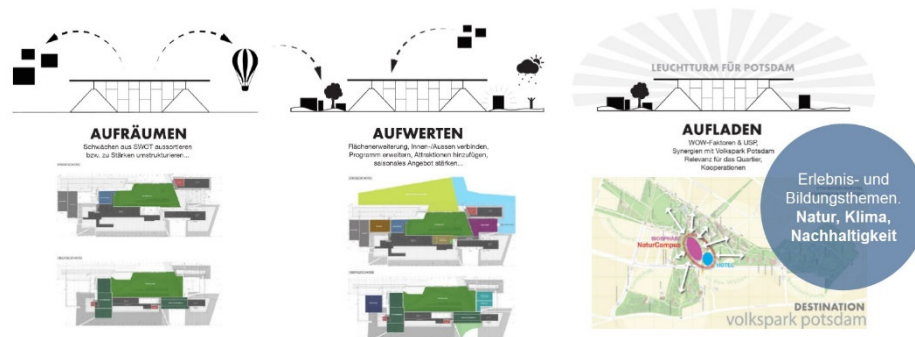 AUFRÄUMEN
Schwächen aus SWOT aussortieren
bzw. zu Stärken umstrukturieren...
AUFWERTEN
Flächenerweiterung, Innen-/Aussen verbinden,
Programm erweitern, Attraktionen hinzufügen,
saisonales Angebot stärken...
LEUCHTTURM FÜR POTSDAM
AUFLADEN
WOW-Faktoren & USP,
Synergien mit Volkspark Potsdam
Relevanz für das Quartier,
Kooperationen
Erlebnis- und
Bildungsthemen.
Natur, Klima,
Nachhaltigkeit
BIOSPHÄRE
NaturCampus
HOTEL
DESTINATION
volkspark potsdam